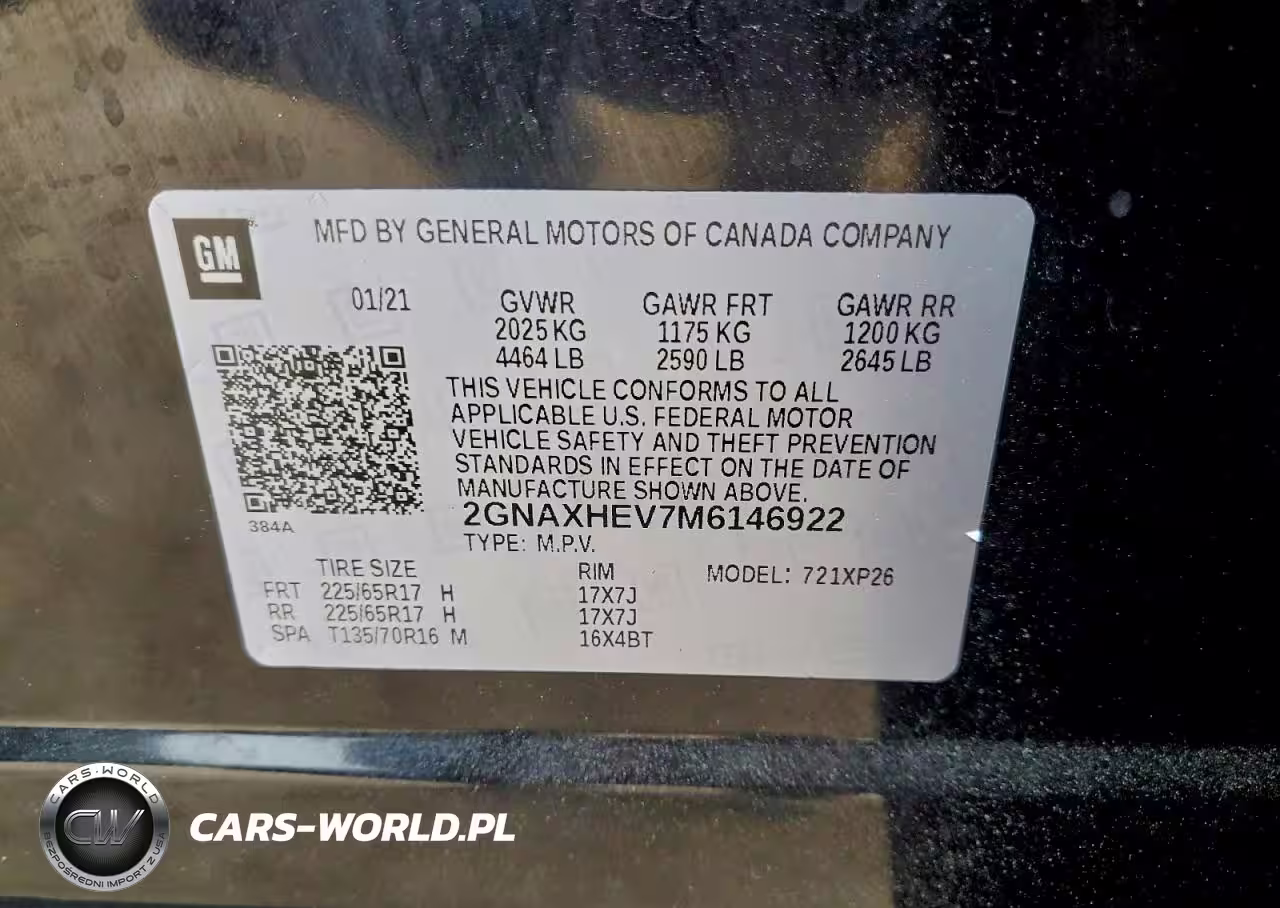 GM
MFD BY GENERAL MOTORS OF CANADA COMPANY
01/21 GVWR GAWR FRT GAWR RR
2025 KG 1175 KG 1200 KG
4464 LB 2590 LB 2645 LB
THIS VEHICLE CONFORMS TO ALL
APPLICABLE U.S. FEDERAL MOTOR
VEHICLE SAFETY AND THEFT PREVENTION
STANDARDS IN EFFECT ON THE DATE OF
MANUFACTURE SHOWN ABOVE.
2GNAXHEV7M6146922
384A
TYPE: M.P.V.
TIRE SIZE RIM MODEL: 721XP26
FRT 225/65R17 H 17X7J
RR 225/65R17 H 17X7J
SPA T135/70R16 M 16X4BT
CARS-WORLD
CW
BEZPOŚREDNI IMPORT Z USA
CARS-WORLD.PL